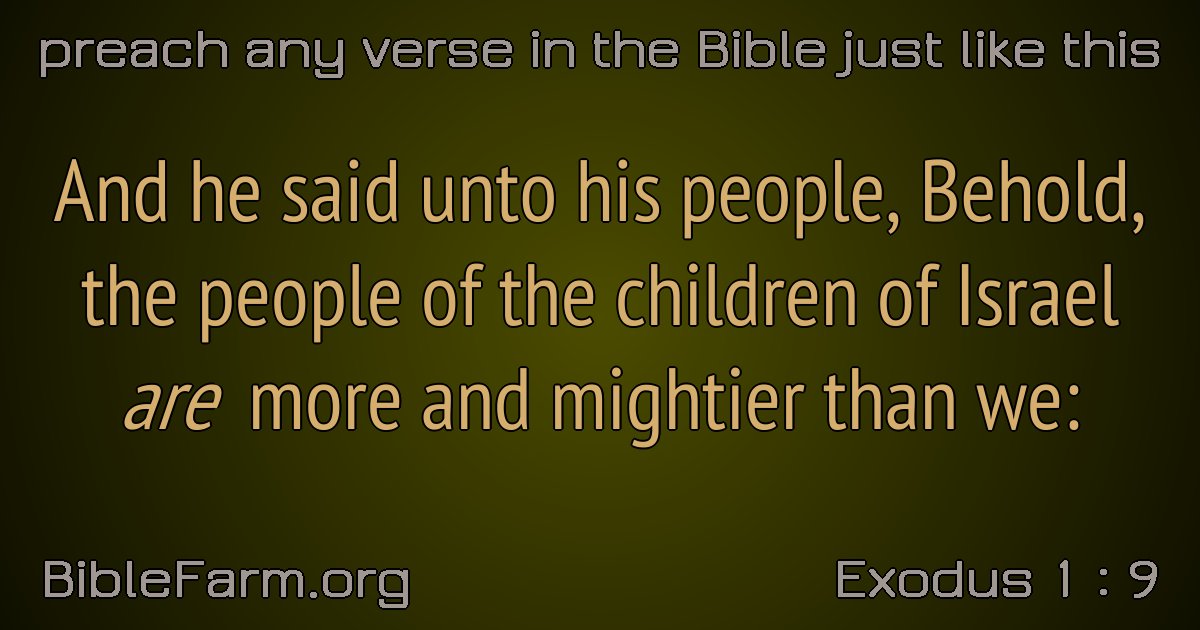 preach any verse in the Bible just like this
And he said unto his people, Behold,
the people of the children of Israel
are more and mightier than we:
BibleFarm.org
Exodus 1 : 9